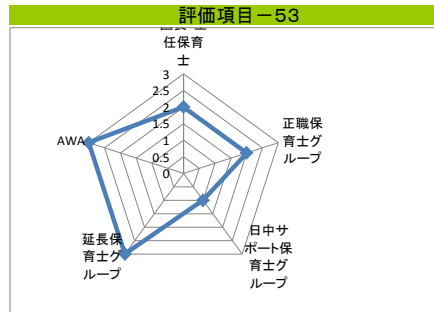 評価項目－53
任保育
士
3
2.5
2
1.5
1
0.5
0
正職保
育士グ
ループ
日中サ
ポート保
育士グ
ループ
延長保
育士グ
ループ
AWA